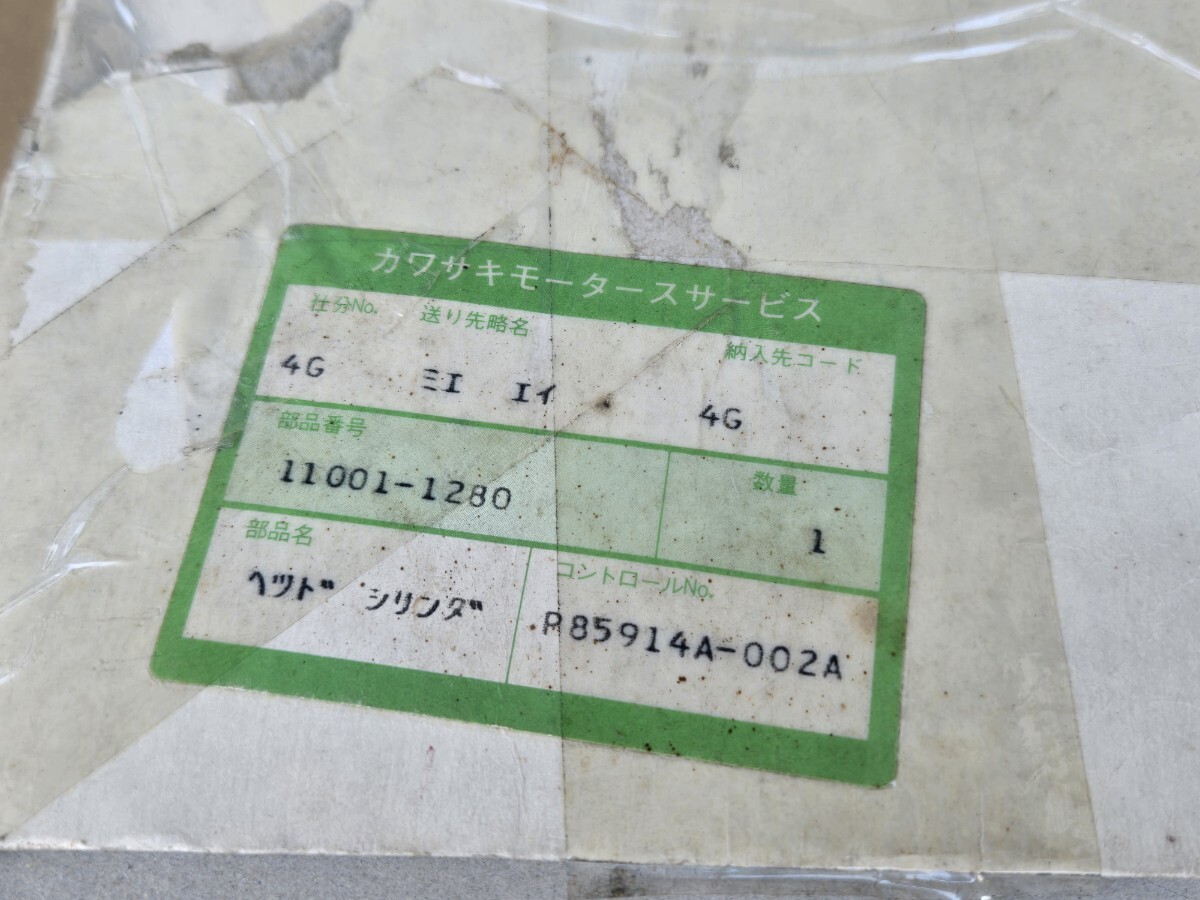 カワサキモータースサービス
仕分No. 送り先略名 納入先コード
4G ミエ エイ 4G
部品番号 数量
11001-1280 1
部品名 コントロールNo.
ヘツド シリンダ R85914A-002A